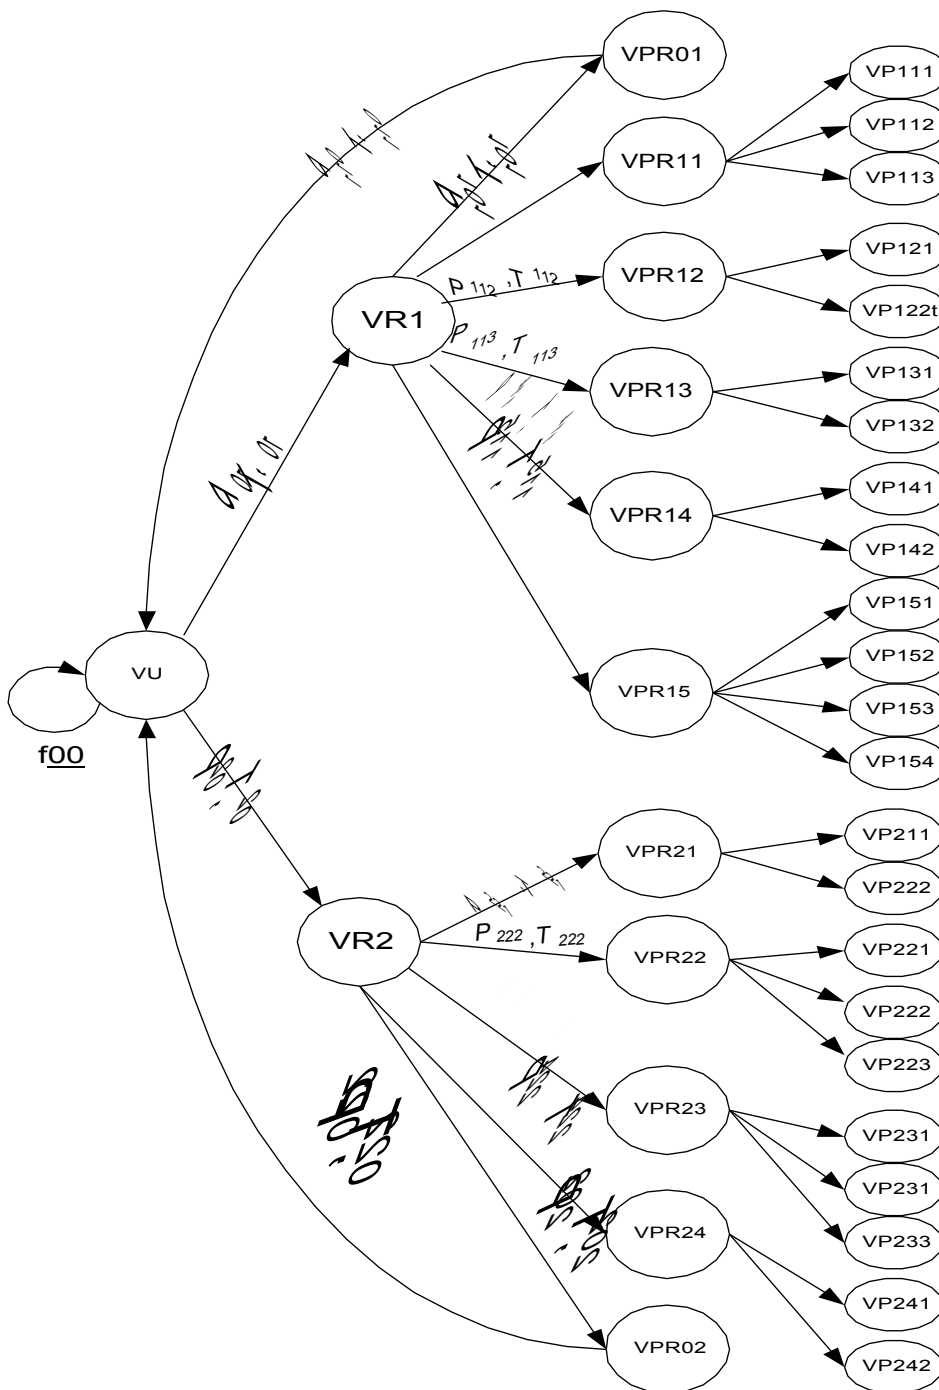 VPR01
VP111
VP112
VPR11
VP113
VP121
VPR12
P 112 ,T 112
VP122t
VR1
P 113 ,T 113
VP131
VPR13
VP132
VP141
VPR14
VP142
VP151
VP152
VU
VPR15
VP153
f00
VP154
VP211
VPR21
VP222
P 222 ,T 222
VR2
VP221
VPR22
VP222
VP223
VPR23
VP231
VP231
VPR24
VP233
VP241
VPR02
VP242